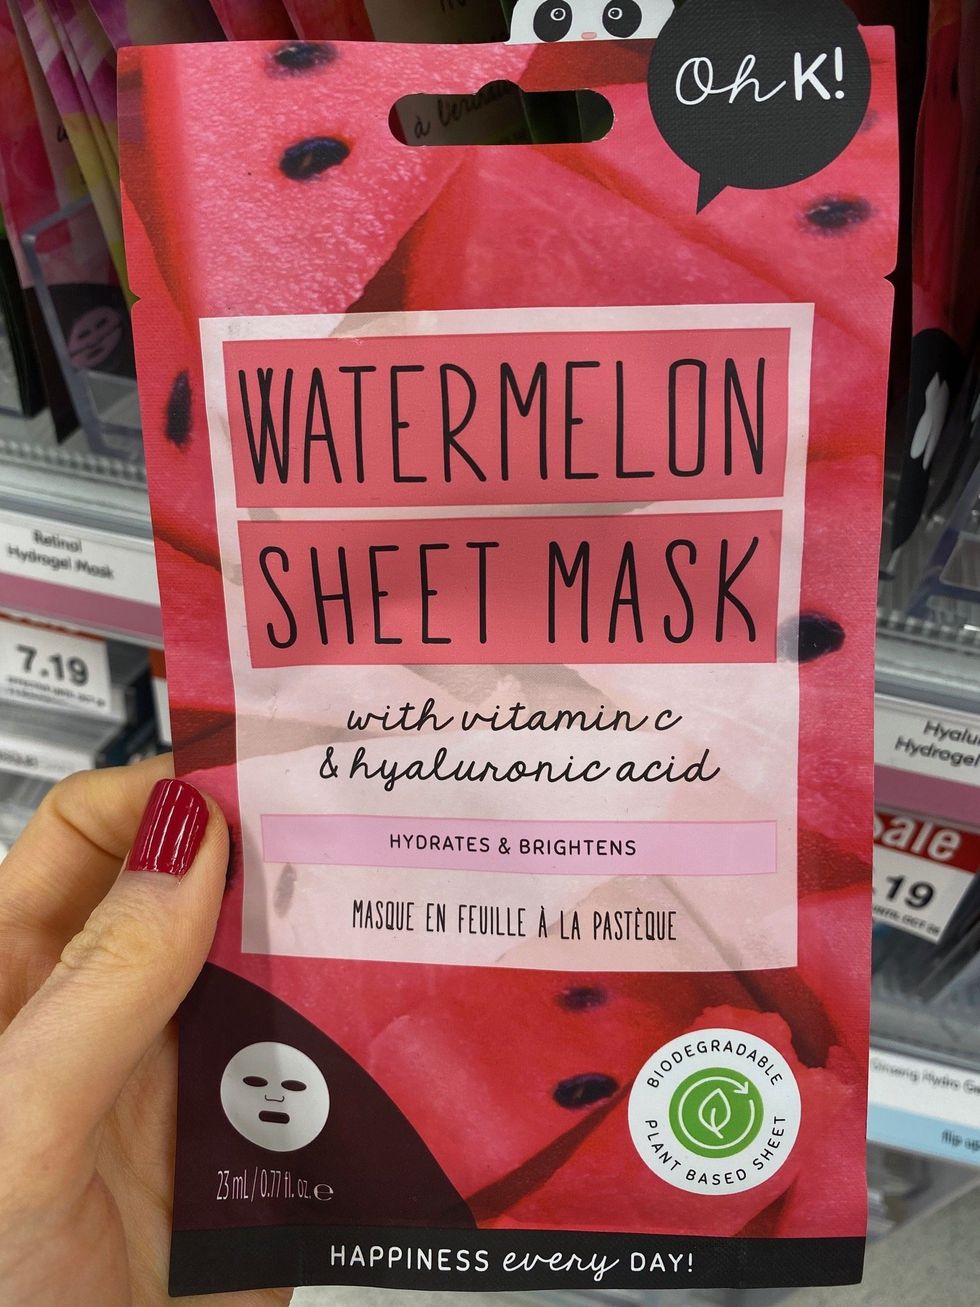 Oh K!
WATERMELON
SHEET MASK
with vitamin c
& hyaluronic acid
HYDRATES & BRIGHTENS
MASQUE EN FEUILLE À LA PASTÈQUE
BIODEGRADABLE
PLANT BASED SHEET
23 mL / 0.77 fl. oz. e
HAPPINESS every DAY!
Retinol
Hydrogel Mask
7.19
Hydrogel
Sale
19